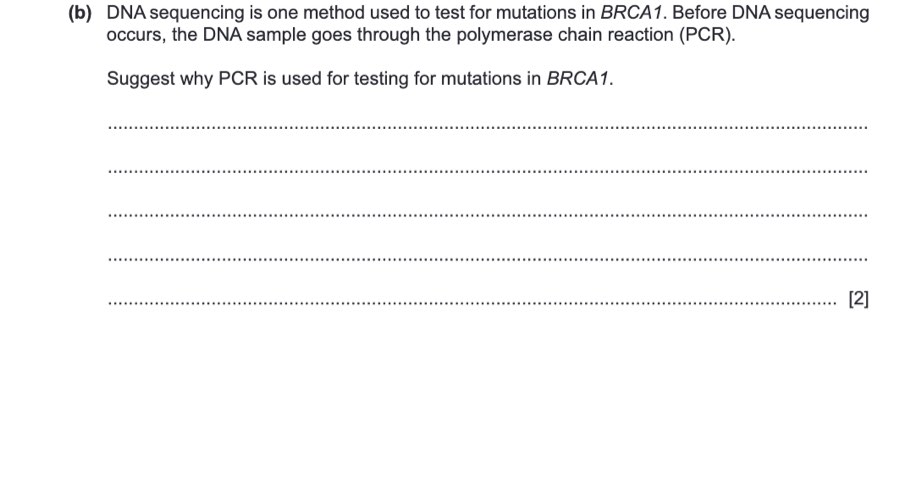 (b) DNA sequencing is one method used to test for mutations in BRCA1. Before DNA sequencing
occurs, the DNA sample goes through the polymerase chain reaction (PCR).
Suggest why PCR is used for testing for mutations in BRCA1.
[2]